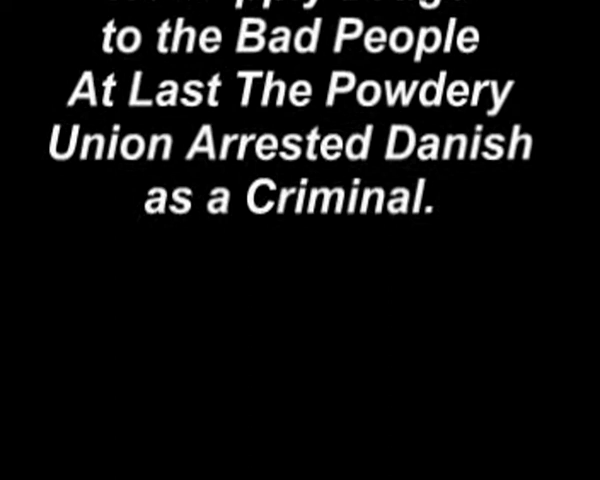 to the Bad People
At Last The Powdery
Union Arrested Danish
as a Criminal.